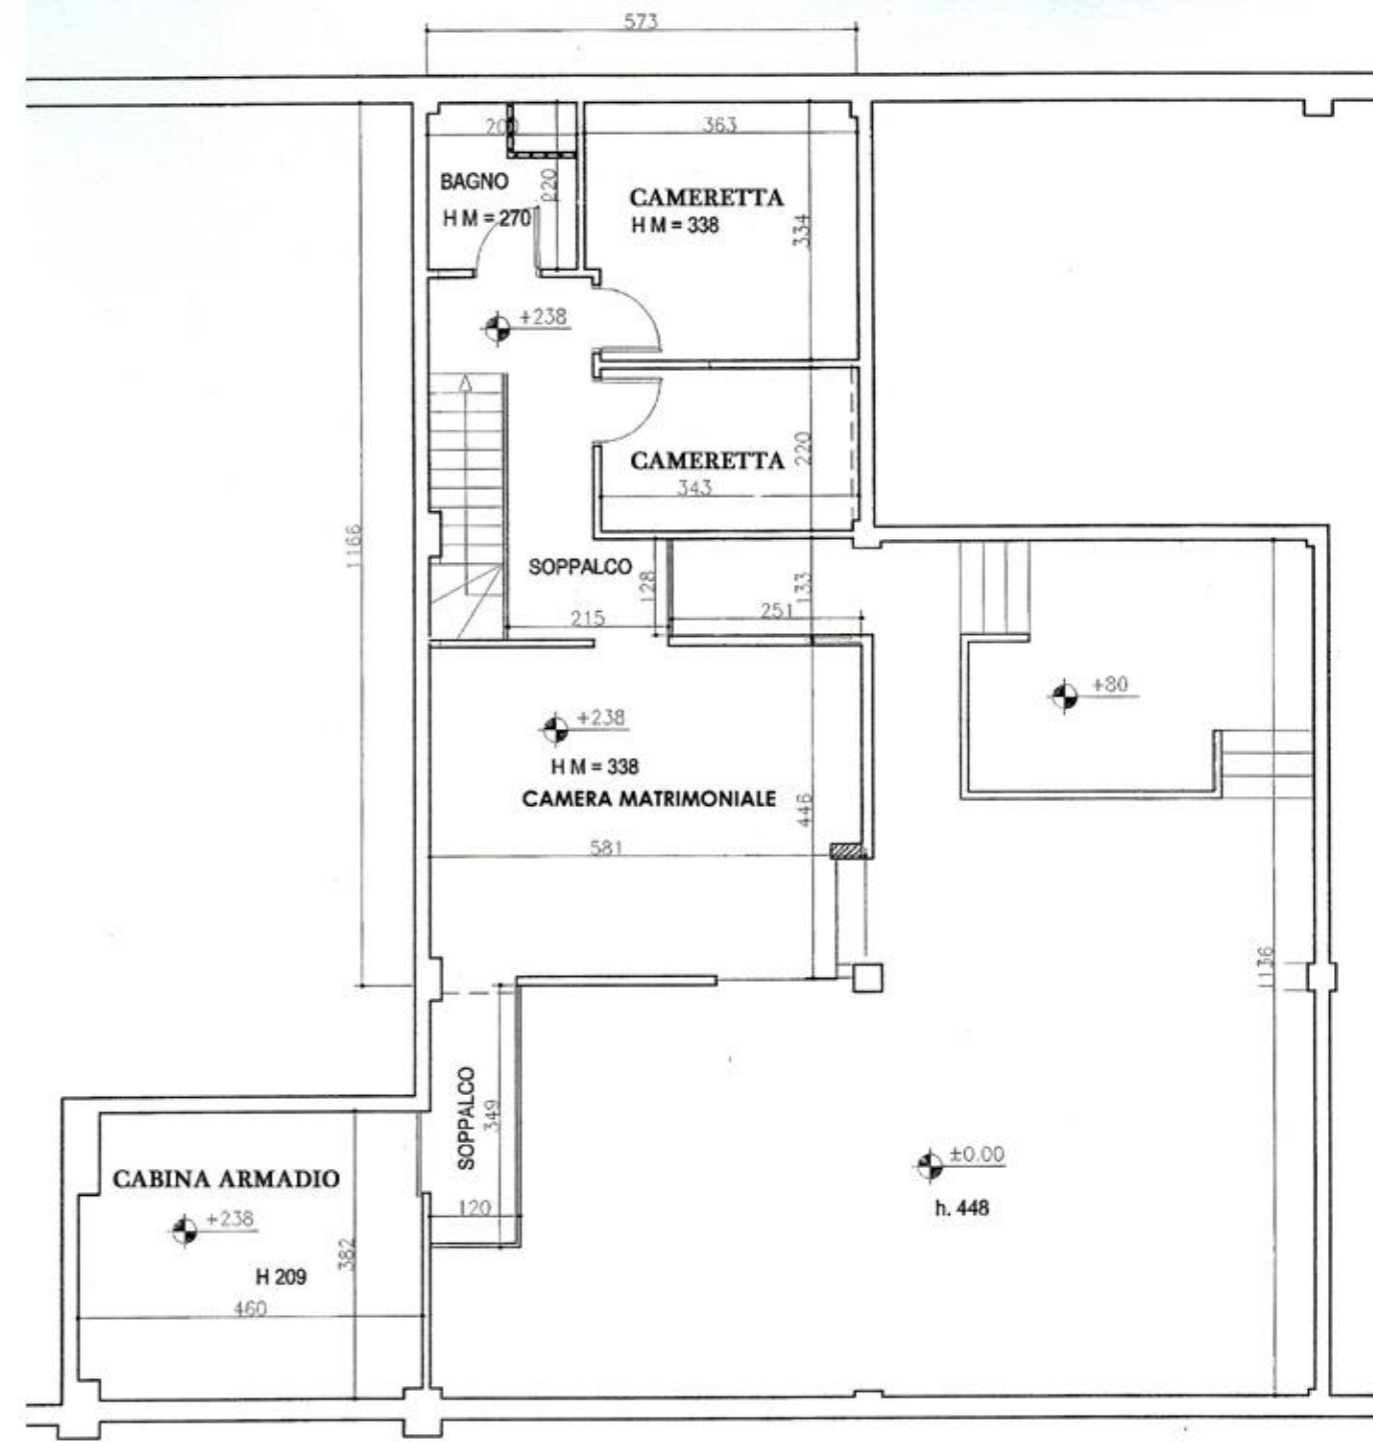 573
200
363
BAGNO
220
CAMERETTA
H M = 270
H M = 338
334
+238
CAMERETTA
220
343
1166
SOPPALCO
128
133
215
251
+80
+238
H M = 338
CAMERA MATRIMONIALE
446
581
1136
SOPPALCO
349
±0.00
CABINA ARMADIO
120
h. 448
+238
382
H 209
460